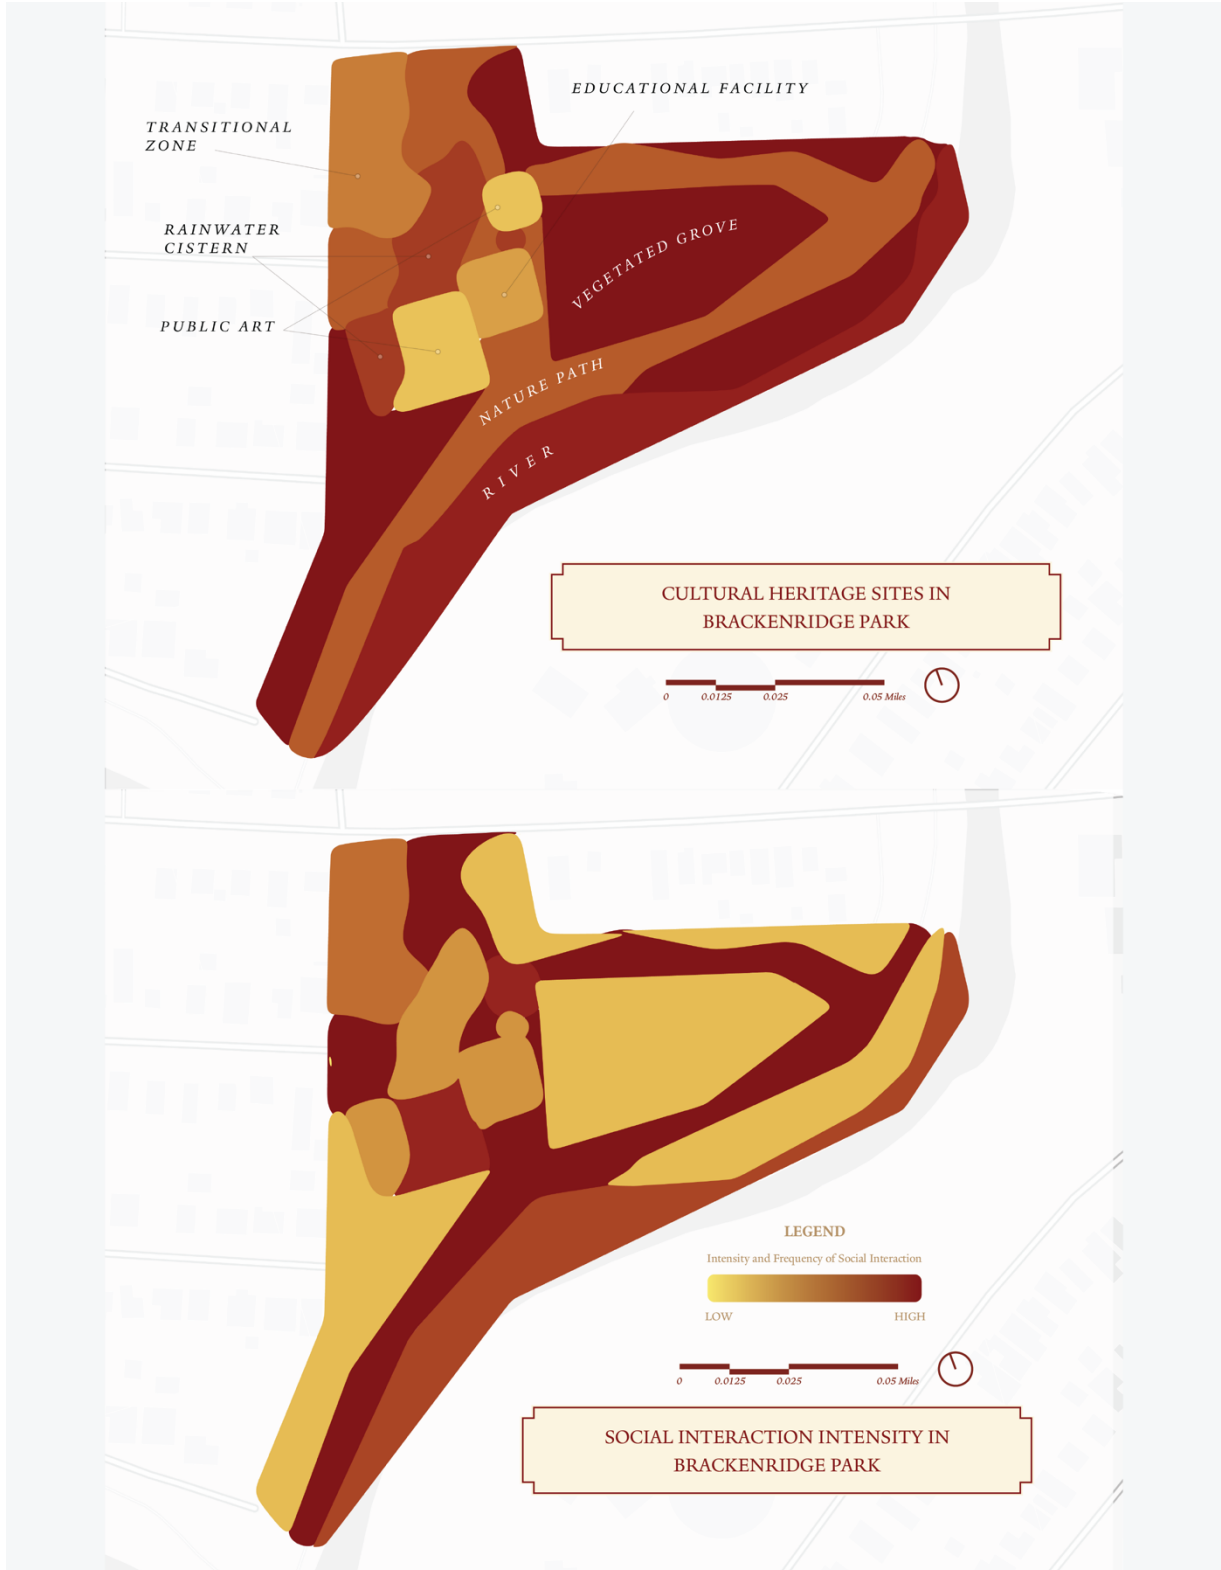 EDUCATIONAL FACILITY
TRANSITIONAL
ZONE
RAINWATER
CISTERN
PUBLIC ART
VEGETATED GROVE
NATURE PATH
RIVER
CULTURAL HERITAGE SITES IN
BRACKENRIDGE PARK
0 0.0125 0.025 0.05 Miles
LEGEND
Intensity and Frequency of Social Interaction
LOW HIGH
0 0.0125 0.025 0.05 Miles
SOCIAL INTERACTION INTENSITY IN
BRACKENRIDGE PARK